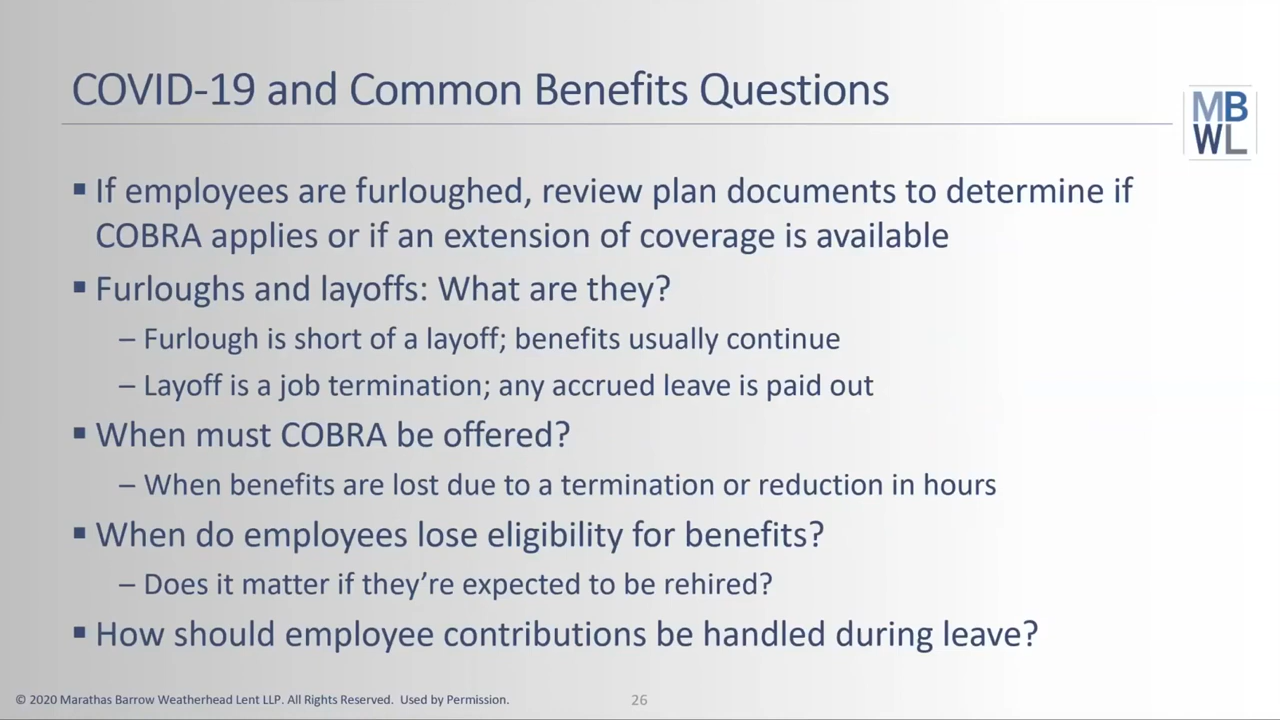 COVID-19 and Common Benefits Questions
MB
WL
▪ If employees are furloughed, review plan documents to determine if
COBRA applies or if an extension of coverage is available
▪ Furloughs and layoffs: What are they?
– Furlough is short of a layoff; benefits usually continue
– Layoff is a job termination; any accrued leave is paid out
▪ When must COBRA be offered?
– When benefits are lost due to a termination or reduction in hours
▪ When do employees lose eligibility for benefits?
– Does it matter if they’re expected to be rehired?
▪ How should employee contributions be handled during leave?
© 2020 Marathas Barrow Weatherhead Lent LLP. All Rights Reserved. Used by Permission.
26